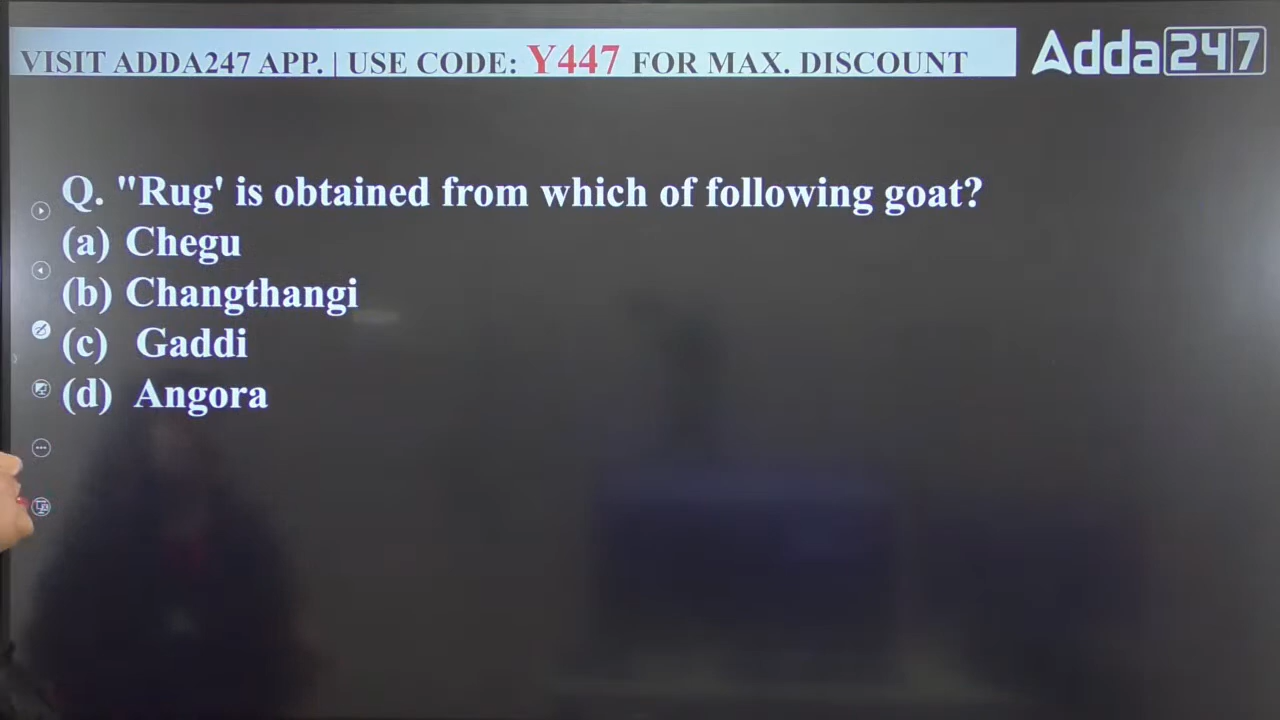 VISIT ADDA247 APP. | USE CODE: Y447 FOR MAX. DISCOUNT
Adda247
Q. "Rug' is obtained from which of following goat?
(a) Chegu
(b) Changthangi
(c) Gaddi
(d) Angora